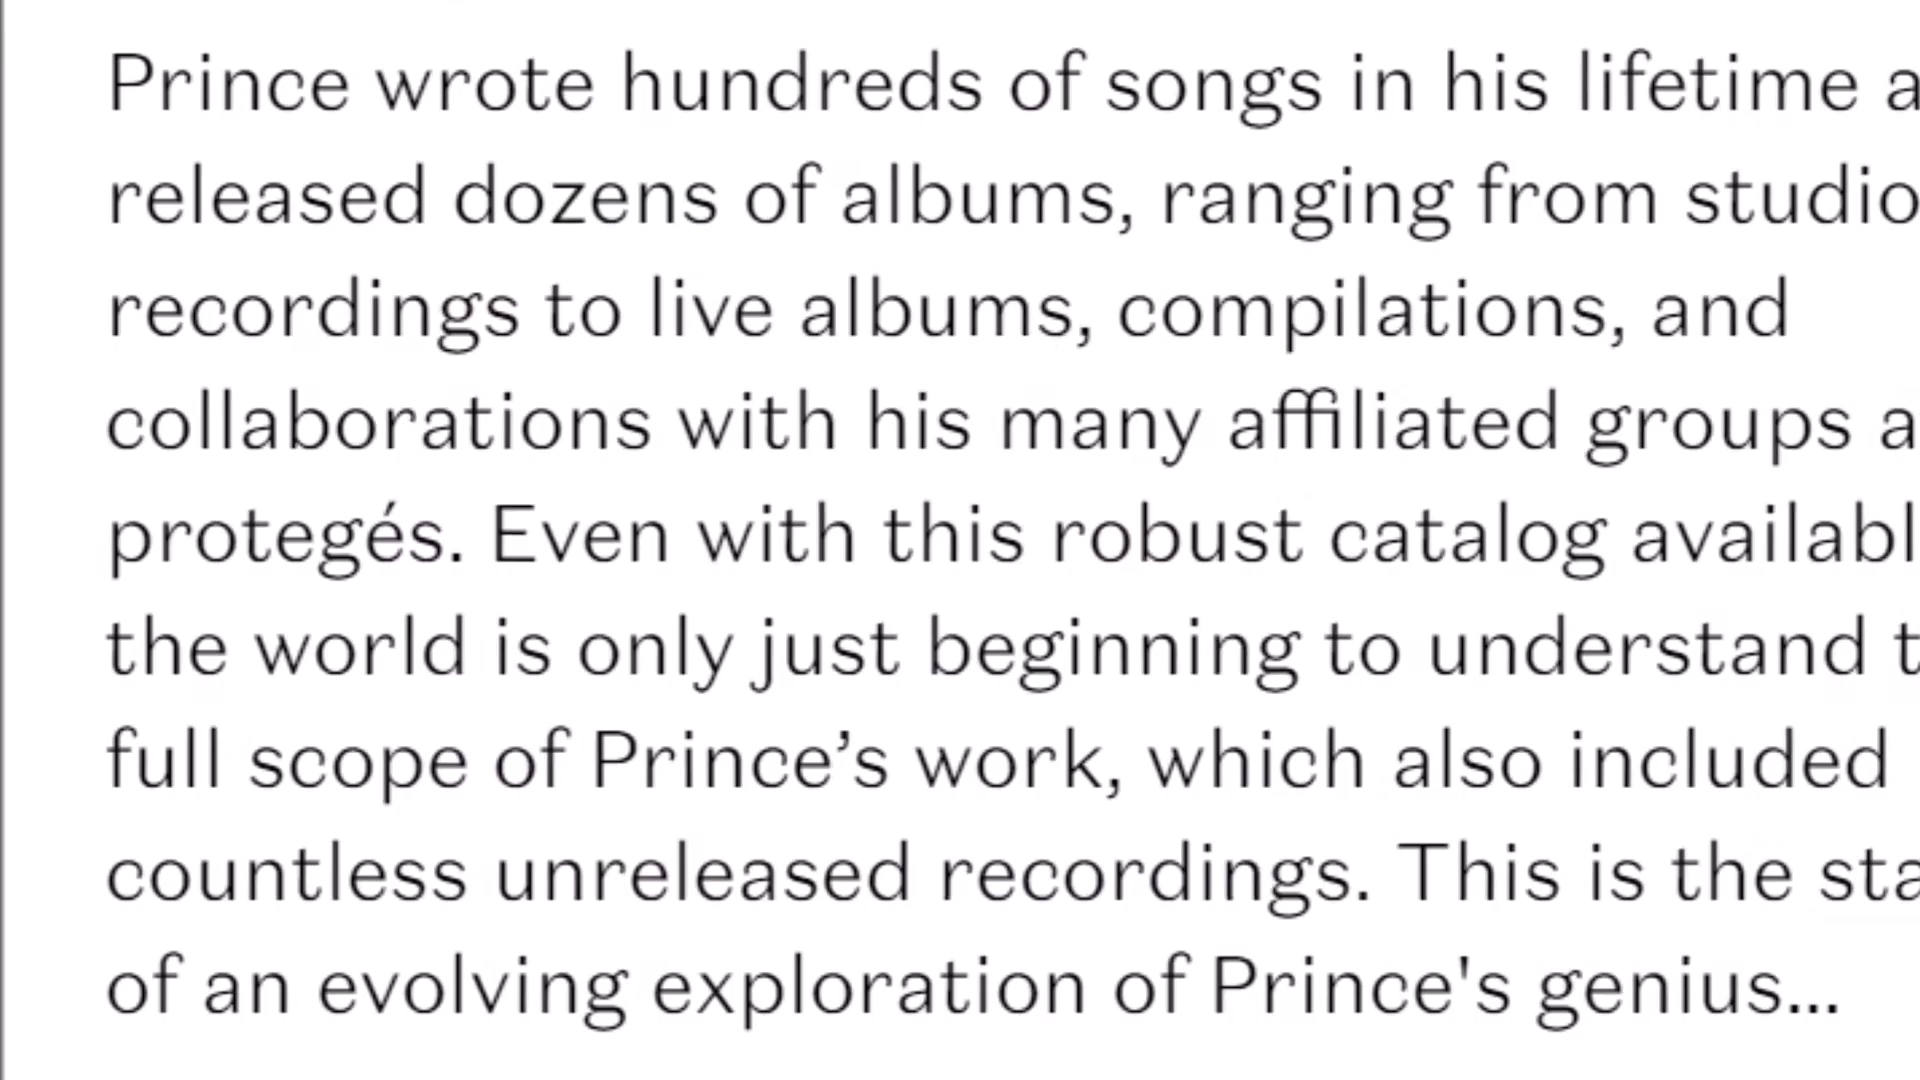 Prince wrote hundreds of songs in his lifetime a
released dozens of albums, ranging from studio
recordings to live albums, compilations, and
collaborations with his many affiliated groups a
protegés. Even with this robust catalog availabl
the world is only just beginning to understand t
full scope of Prince’s work, which also included
countless unreleased recordings. This is the sta
of an evolving exploration of Prince's genius...